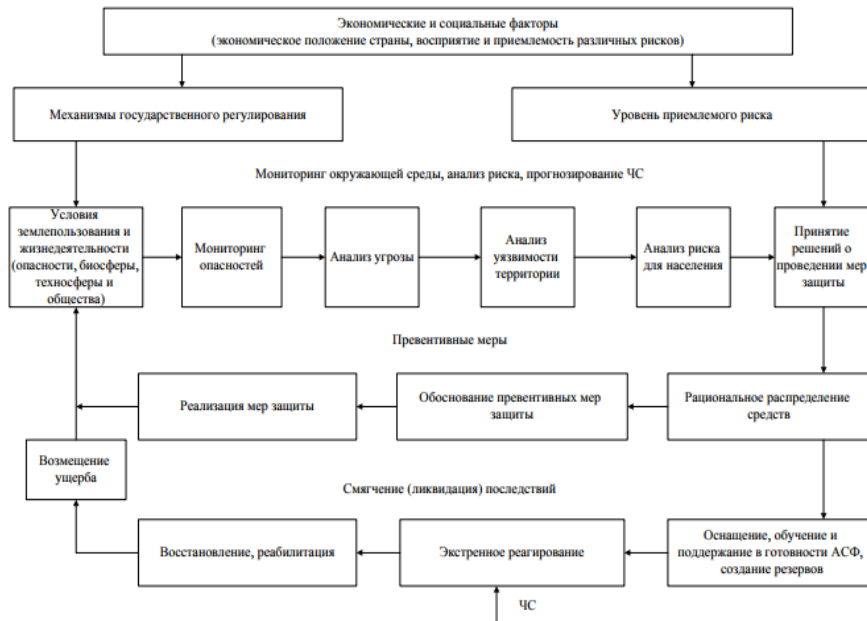 Экономические и социальные факторы
(экономическое положение страны, восприятие и приемлемость различных рисков)
Механизмы государственного регулирования
Уровень приемлемого риска
Мониторинг окружающей среды, анализ риска, прогнозирование ЧС
Условия
землепользования и
жизнедеятельности
(опасности, биосферы,
техносферы и
общества)
Мониторинг
опасностей
Анализ угрозы
Анализ
уязвимости
территории
Анализ риска
для населения
Принятие
решений о
проведении мер
защиты
Превентивные меры
Реализация мер защиты
Обоснование превентивных мер
защиты
Рациональное распределение
средств
Возмещение
ущерба
Смягчение (ликвидация) последствий
Восстановление, реабилитация
Экстренное реагирование
Оснащение, обучение и
поддержание в готовности АСФ,
создание резервов
ЧС